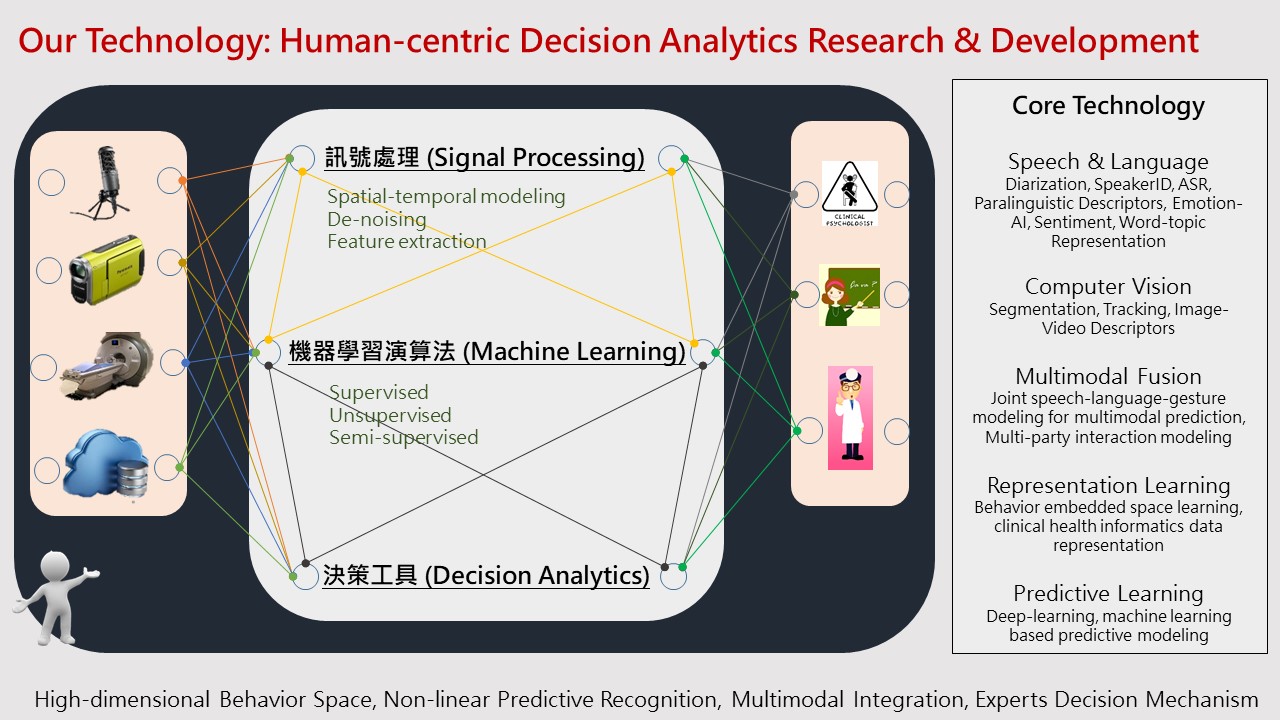 Our Technology: Human-centric Decision Analytics Research & Development
訊號處理 (Signal Processing)
Spatial-temporal modeling
De-noising
Feature extraction
機器學習演算法 (Machine Learning)
Supervised
Unsupervised
Semi-supervised
決策工具 (Decision Analytics)
CLINICAL
PSYCHOLOGIST
Core Technology
Speech & Language
Diarization, SpeakerID, ASR,
Paralinguistic Descriptors, Emotion-
AI, Sentiment, Word-topic
Representation
Computer Vision
Segmentation, Tracking, Image-
Video Descriptors
Multimodal Fusion
Joint speech-language-gesture
modeling for multimodal prediction,
Multi-party interaction modeling
Representation Learning
Behavior embedded space learning,
clinical health informatics data
representation
Predictive Learning
Deep-learning, machine learning
based predictive modeling
High-dimensional Behavior Space, Non-linear Predictive Recognition, Multimodal Integration, Experts Decision Mechanism